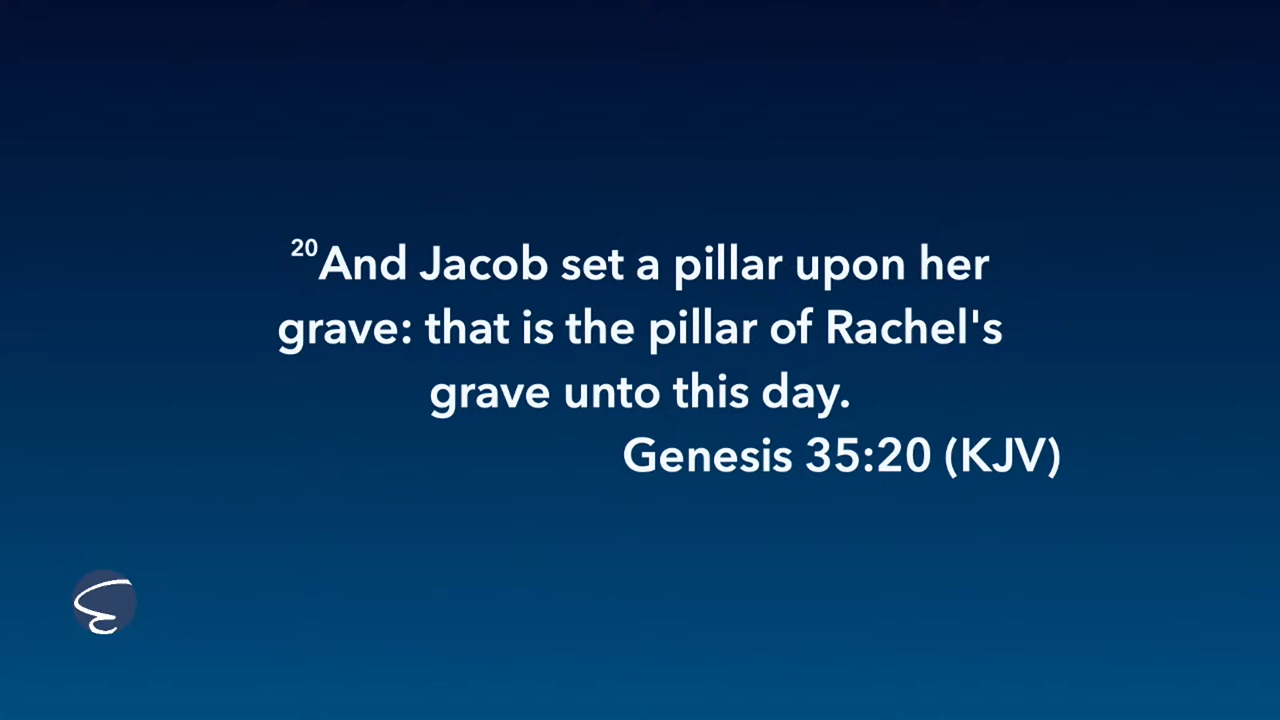 20And Jacob set a pillar upon her
grave: that is the pillar of Rachel's
grave unto this day.
Genesis 35:20 (KJV)